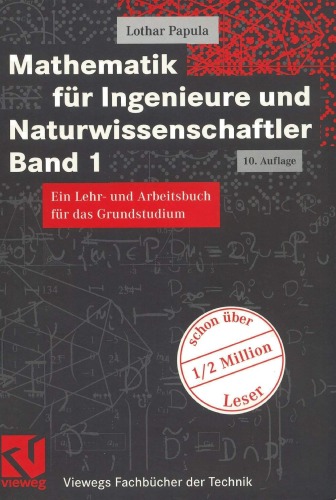 Lothar Papula
Mathematik
für Ingenieure und
Naturwissenschaftler
Band 1
10. Auflage
Ein Lehr- und Arbeitsbuch
für das Grundstudium
schon über
1/2 Million
Leser
vieweg
Viewegs Fachbücher der Technik